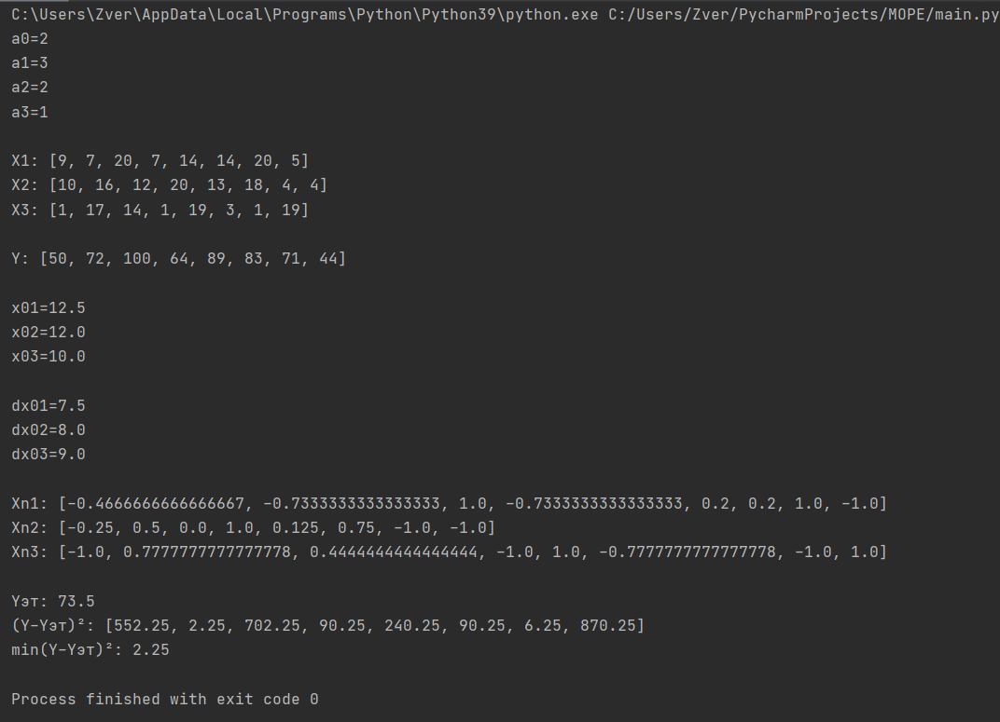 C:\Users\Zver\AppData\Local\Programs\Python\Python39\python.exe C:/Users/Zver/PycharmProjects/MOPE/main.py
a0=2
a1=3
a2=2
a3=1
X1: [9, 7, 20, 7, 14, 14, 20, 5]
X2: [10, 16, 12, 20, 13, 18, 4, 4]
X3: [1, 17, 14, 1, 19, 3, 1, 19]
Y: [50, 72, 100, 64, 89, 83, 71, 44]
x01=12.5
x02=12.0
x03=10.0
dx01=7.5
dx02=8.0
dx03=9.0
Xn1: [-0.4666666666666667, -0.7333333333333333, 1.0, -0.7333333333333333, 0.2, 0.2, 1.0, -1.0]
Xn2: [-0.25, 0.5, 0.0, 1.0, 0.125, 0.75, -1.0, -1.0]
Xn3: [-1.0, 0.7777777777777778, 0.4444444444444444, -1.0, 1.0, -0.7777777777777778, -1.0, 1.0]
Yэт: 73.5
(Y-Yэт)²: [552.25, 2.25, 702.25, 90.25, 240.25, 90.25, 6.25, 870.25]
min(Y-Yэт)²: 2.25
Process finished with exit code 0